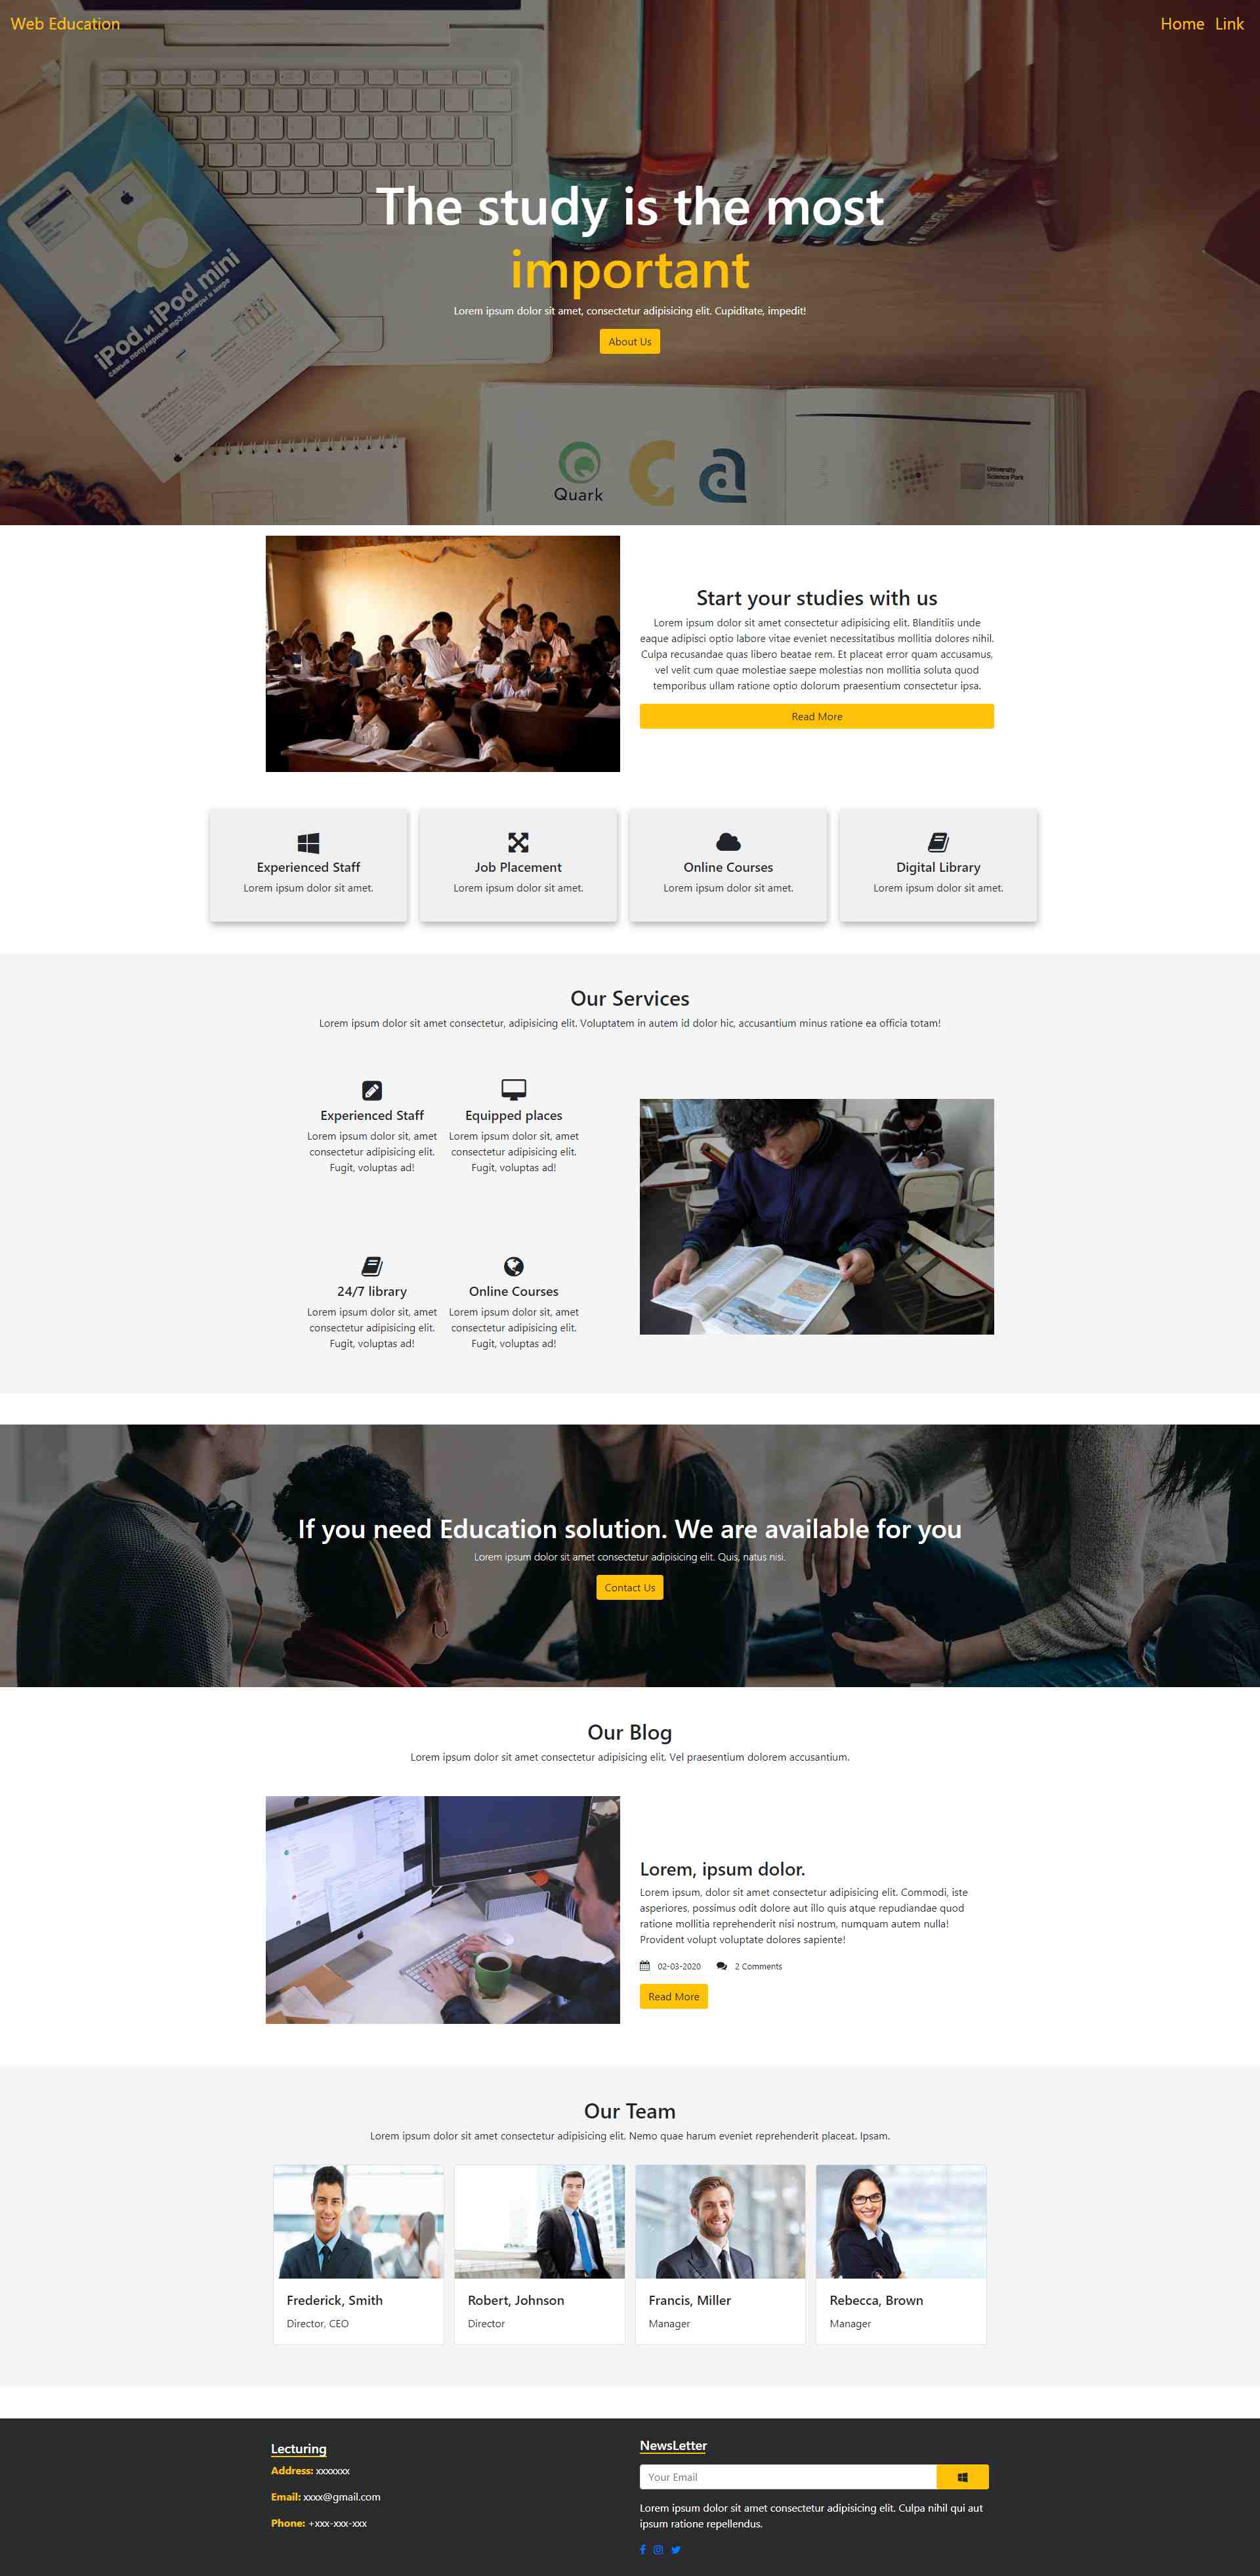 Web Education
Home Link
iPod и iPod mini
самые популярные mp3-плееры в мире
The study is the most
important
Lorem ipsum dolor sit amet, consectetur adipisicing elit. Cupiditate, impedit!
About Us
Quark
University
Science Park
Start your studies with us
Lorem ipsum dolor sit amet consectetur adipisicing elit. Blanditiis unde
eaque adipisci optio labore vitae eveniet necessitatibus mollitia dolores nihil.
Culpa recusandae quas libero beatae rem. Et placeat error quam accusamus,
vel velit cum quae molestiae saepe molestias non mollitia soluta quod
temporibus ullam ratione optio dolorum praesentium consectetur ipsa.
Read More
Experienced Staff
Lorem ipsum dolor sit amet.
Job Placement
Lorem ipsum dolor sit amet.
Online Courses
Lorem ipsum dolor sit amet.
Digital Library
Lorem ipsum dolor sit amet.
Our Services
Lorem ipsum dolor sit amet consectetur, adipisicing elit. Voluptatem in autem id dolor hic, accusantium minus ratione ea officia totam!
Experienced Staff
Lorem ipsum dolor sit, amet
consectetur adipisicing elit.
Fugit, voluptas ad!
Equipped places
Lorem ipsum dolor sit, amet
consectetur adipisicing elit.
Fugit, voluptas ad!
24/7 library
Lorem ipsum dolor sit, amet
consectetur adipisicing elit.
Fugit, voluptas ad!
Online Courses
Lorem ipsum dolor sit, amet
consectetur adipisicing elit.
Fugit, voluptas ad!
If you need Education solution. We are available for you
Lorem ipsum dolor sit amet consectetur adipisicing elit. Quis, natus nisi.
Contact Us
Our Blog
Lorem ipsum dolor sit amet consectetur adipisicing elit. Vel praesentium dolorem accusantium.
Lorem, ipsum dolor.
Lorem ipsum, dolor sit amet consectetur adipisicing elit. Commodi, iste
asperiores, possimus odit dolore aut illo quis atque repudiandae quod
ratione mollitia reprehenderit nisi nostrum, numquam autem nulla!
Provident volupt voluptate dolores sapiente!
02-03-2020 2 Comments
Read More
Our Team
Lorem ipsum dolor sit amet consectetur adipisicing elit. Nemo quae harum eveniet reprehenderit placeat. Ipsam.
Frederick, Smith
Director, CEO
Robert, Johnson
Director
Francis, Miller
Manager
Rebecca, Brown
Manager
Lecturing
Address: xxxxxxx
Email: xxxx@gmail.com
Phone: +xxx-xxx-xxx
NewsLetter
Your Email
Lorem ipsum dolor sit amet consectetur adipisicing elit. Culpa nihil qui aut
ipsum ratione repellendus.